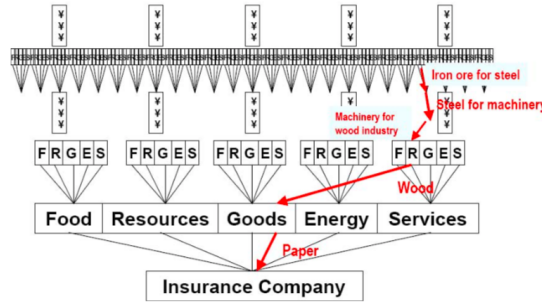 ¥ ¥ ¥ ¥ ¥
¥ ¥ ¥ ¥ ¥
¥ ¥ ¥ ¥ ¥
Iron ore for steel
¥ ¥ ¥ ¥ ¥
¥ ¥ ¥ ¥ ¥
¥ ¥ ¥ ¥ ¥
Steel for machinery
Machinery for
wood industry
F R G E S F R G E S F R G E S F R G E S F R G E S
Wood
Food Resources Goods Energy Services
Paper
Insurance Company